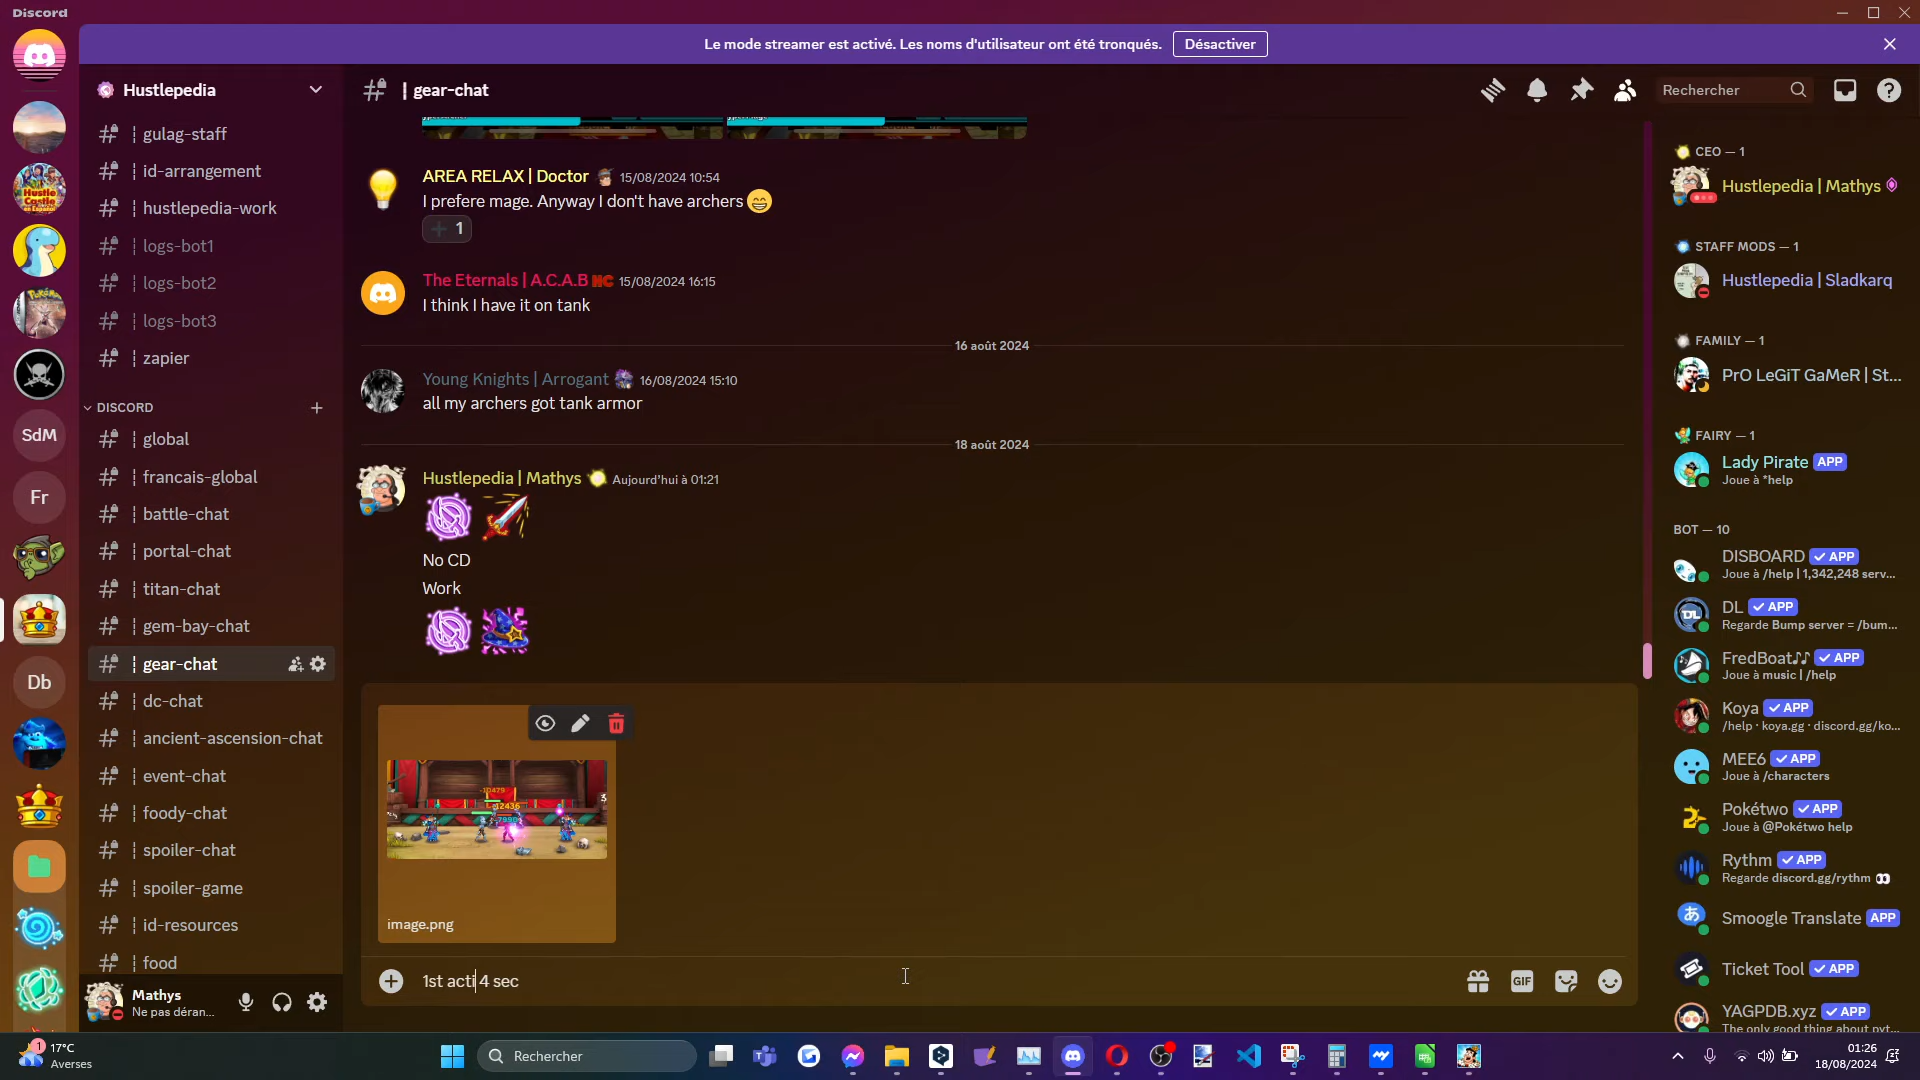 Discord
Le mode streamer est activé. Les noms d'utilisateur ont été tronqués.
Désactiver
Hustlepedia
gulag-staff
id-arrangement
hustlepedia-work
logs-bot1
logs-bot2
logs-bot3
zapier
DISCORD
global
francais-global
battle-chat
portal-chat
titan-chat
gem-bay-chat
gear-chat
dc-chat
ancient-ascension-chat
event-chat
foody-chat
spoiler-chat
spoiler-game
id-resources
food
SdM
Fr
Db
Mathys
Ne pas déran...
| gear-chat
Rechercher
AREA RELAX | Doctor 15/08/2024 10:54
I prefere mage. Anyway I don't have archers
1
The Eternals | A.C.A.B HC 15/08/2024 16:15
I think I have it on tank
16 août 2024
Young Knights | Arrogant 16/08/2024 15:10
all my archers got tank armor
18 août 2024
Hustlepedia | Mathys Aujourd'hui à 01:21
No CD
Work
10479
12436
7990
image.png
1st acti 4 sec
GIF
CEO — 1
Hustlepedia | Mathys
STAFF MODS — 1
Hustlepedia | Sladkarq
FAMILY — 1
PrO LeGiT GaMeR | St...
FAIRY — 1
Lady Pirate APP
Joue à *help
BOT — 10
DISBOARD APP
Joue à /help | 1,342,248 serv...
DL APP
Regarde Bump server = /bum...
FredBoat♪♪ APP
Joue à music | /help
Koya APP
/help · koya.gg · discord.gg/ko...
MEE6 APP
Joue à /characters
Pokétwo APP
Joue à @Pokétwo help
Rythm APP
Regarde discord.gg/rythm
Smoogle Translate APP
Ticket Tool APP
YAGPDB.xyz APP
The only good thing about pyt...
1
17°C
Averses
Rechercher
01:26
18/08/2024